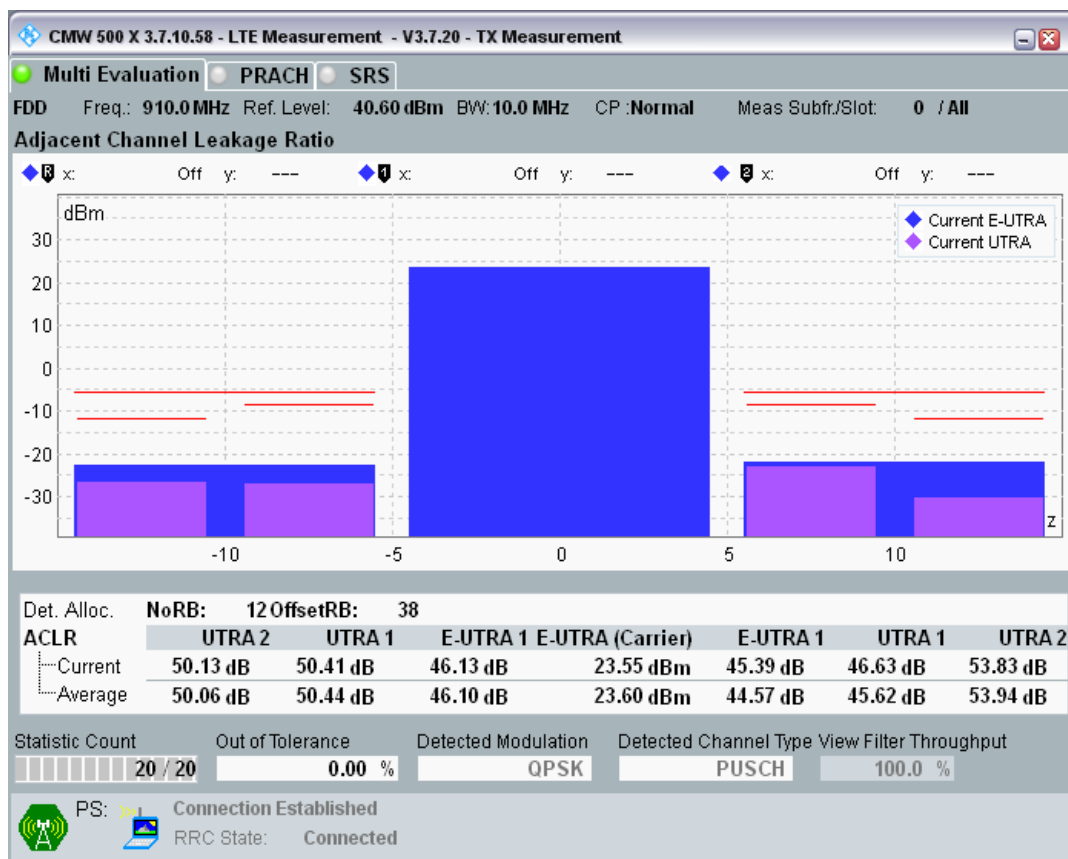 CMW 500 X 3.7.10.58 - LTE Measurement - V3.7.20 - TX Measurement
Multi Evaluation PRACH SRS
FDD Freq.: 910.0 MHz Ref. Level: 40.60 dBm BW: 10.0 MHz CP :Normal Meas Subfr./Slot: 0 / All
Adjacent Channel Leakage Ratio
R x: Off y: --- 1 x: Off y: --- 2 x: Off y: ---
dBm
Current E-UTRA
Current UTRA
30
20
10
0
-10
-20
-30
z
-10 -5 0 5 10
Det. Alloc. NoRB: 12 OffsetRB: 38
ACLR UTRA 2 UTRA 1 E-UTRA 1 E-UTRA (Carrier) E-UTRA 1 UTRA 1 UTRA 2
Current 50.13 dB 50.41 dB 46.13 dB 23.55 dBm 45.39 dB 46.63 dB 53.83 dB
Average 50.06 dB 50.44 dB 46.10 dB 23.60 dBm 44.57 dB 45.62 dB 53.94 dB
Statistic Count Out of Tolerance Detected Modulation Detected Channel Type View Filter Throughput
20 / 20 0.00 % QPSK PUSCH 100.0 %
PS: Connection Established
RRC State: Connected